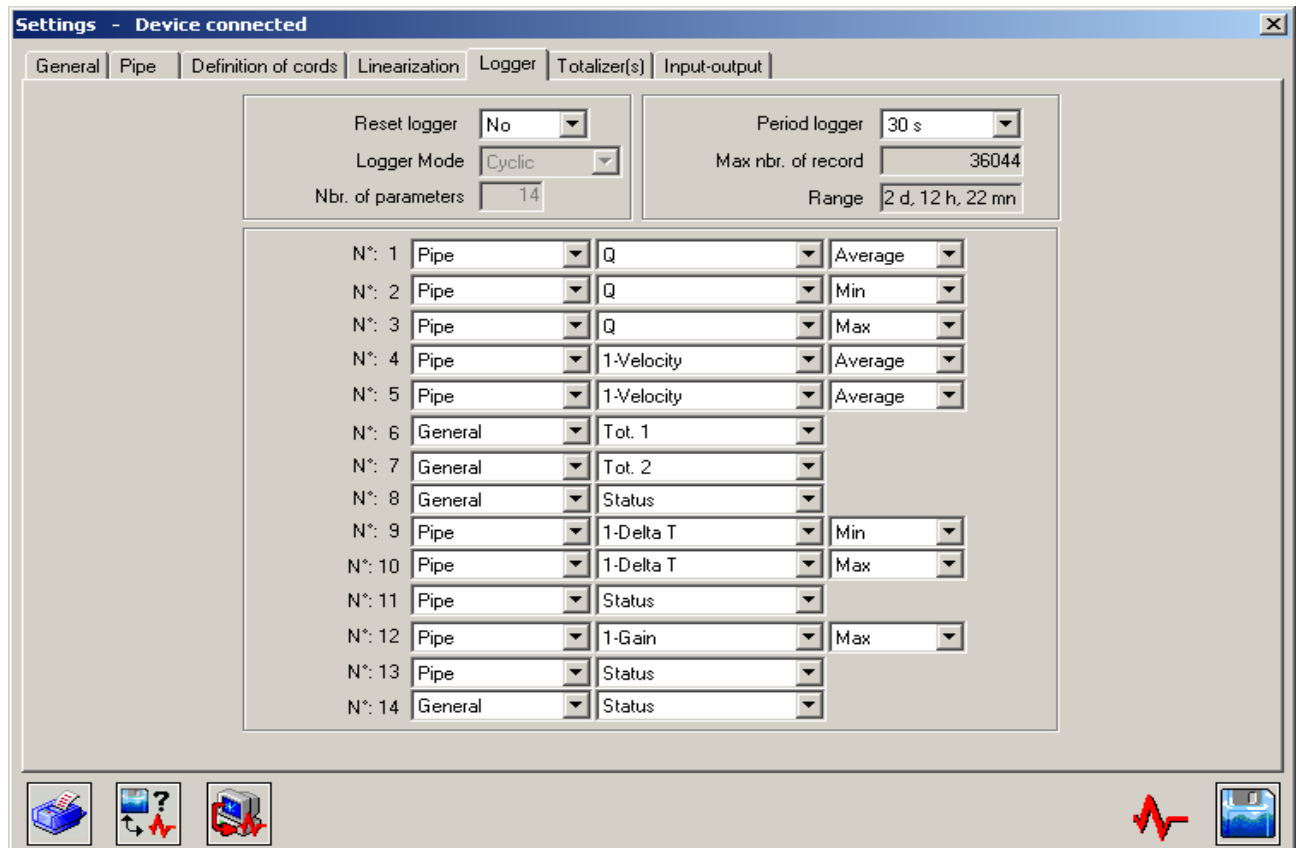 Settings - Device connected
General Pipe Definition of cords Linearization Logger Totalizer(s) Input-output
Reset logger No Period logger 30 s
Logger Mode Cyclic Max nbr. of record 36044
Nbr. of parameters 14 Range 2 d, 12 h, 22 mn
N°: 1 Pipe Q Average
N°: 2 Pipe Q Min
N°: 3 Pipe Q Max
N°: 4 Pipe 1-Velocity Average
N°: 5 Pipe 1-Velocity Average
N°: 6 General Tot. 1
N°: 7 General Tot. 2
N°: 8 General Status
N°: 9 Pipe 1-Delta T Min
N°: 10 Pipe 1-Delta T Max
N°: 11 Pipe Status
N°: 12 Pipe 1-Gain Max
N°: 13 Pipe Status
N°: 14 General Status
?